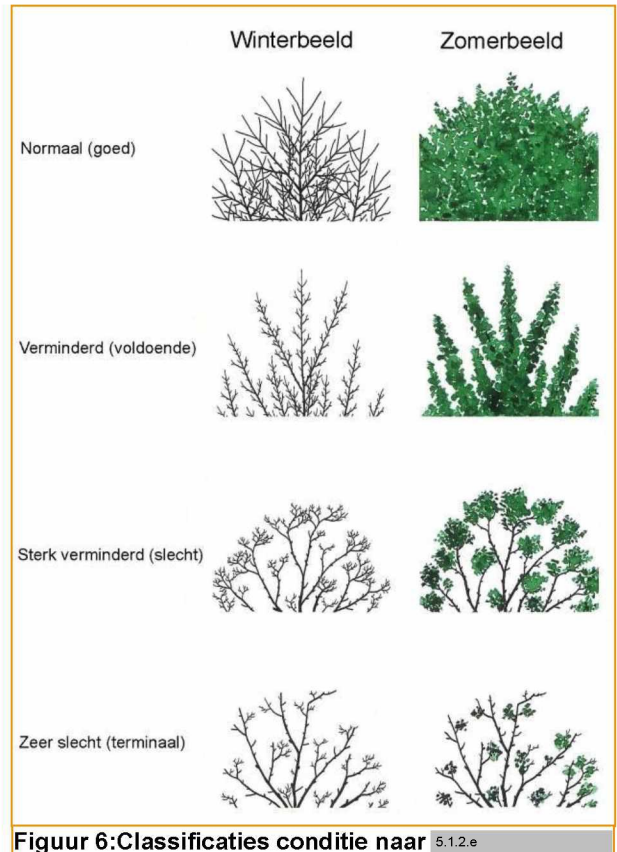 Winterbeeld Zomerbeeld
Normaal (goed)
Verminderd (voldoende)
Sterk verminderd (slecht)
Zeer slecht (terminaal)
Figuur 6:Classificaties conditie naar 5.1.2.e